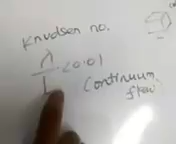 Knudsen no.
λ
— <0.01
L
Continuum
flow